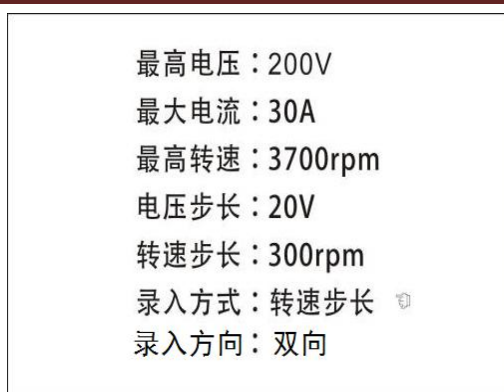 最高电压：200V
最大电流：30A
最高转速：3700rpm
电压步长：20V
转速步长：300rpm
录入方式：转速步长
录入方向：双向